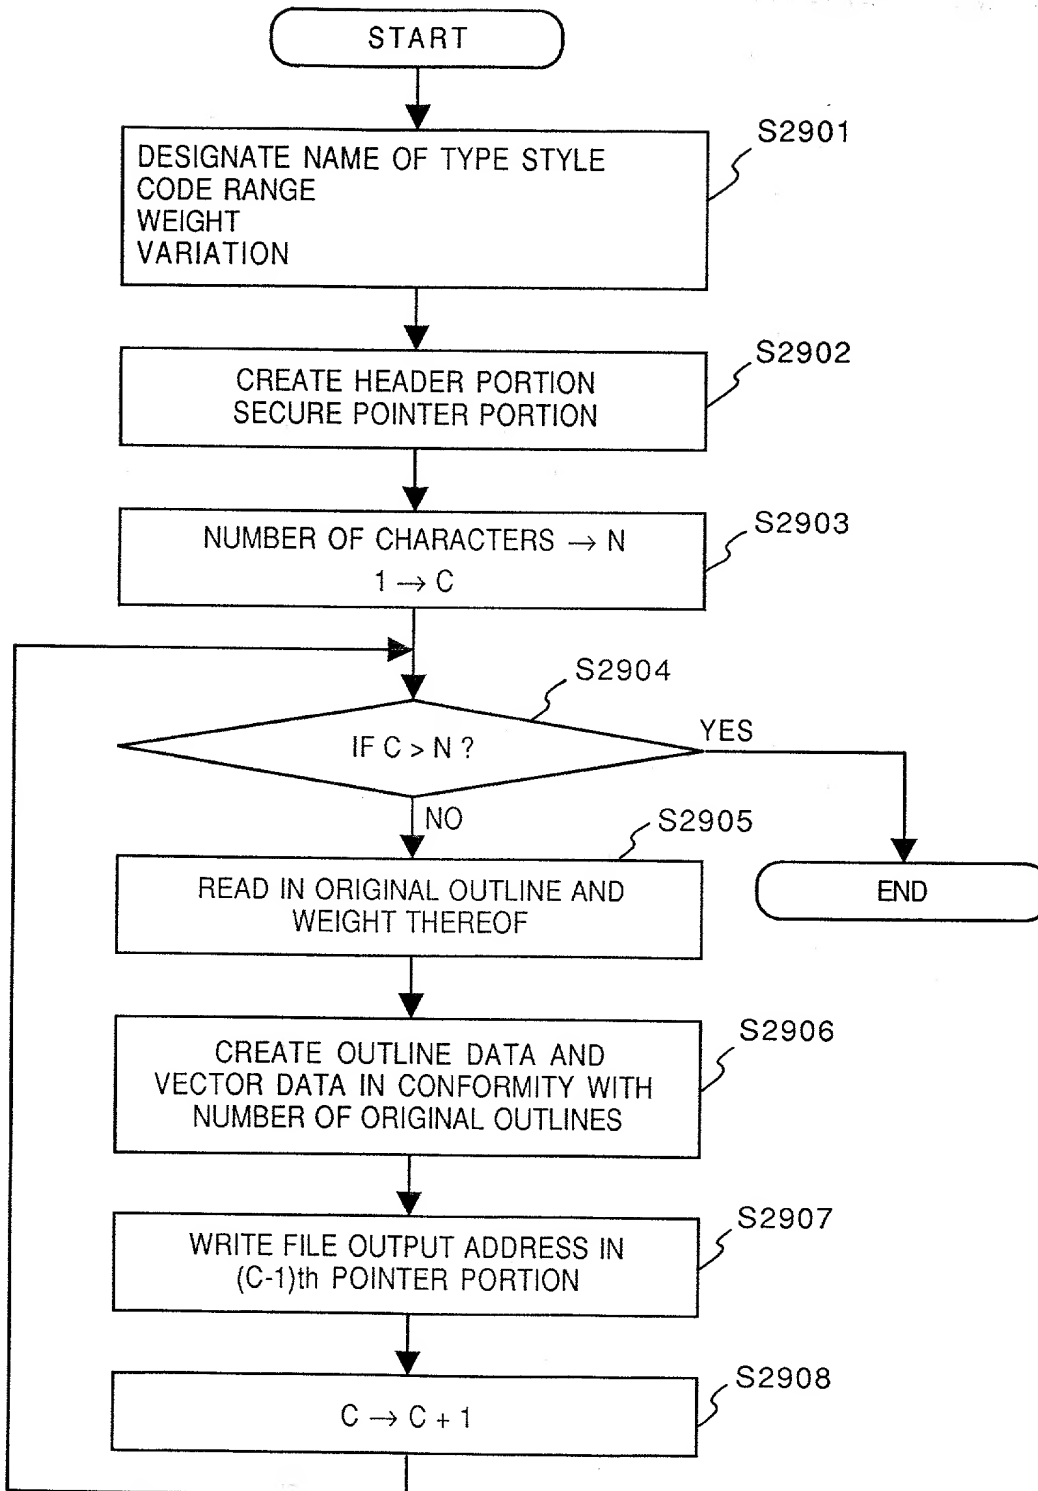 START
S2901
DESIGNATE NAME OF TYPE STYLE
CODE RANGE
WEIGHT
VARIATION
S2902
CREATE HEADER PORTION
SECURE POINTER PORTION
S2903
NUMBER OF CHARACTERS → N
1 → C
S2904
IF C > N ?
YES
NO
END
S2905
READ IN ORIGINAL OUTLINE AND
WEIGHT THEREOF
S2906
CREATE OUTLINE DATA AND
VECTOR DATA IN CONFORMITY WITH
NUMBER OF ORIGINAL OUTLINES
S2907
WRITE FILE OUTPUT ADDRESS IN
(C-1)th POINTER PORTION
S2908
C → C + 1